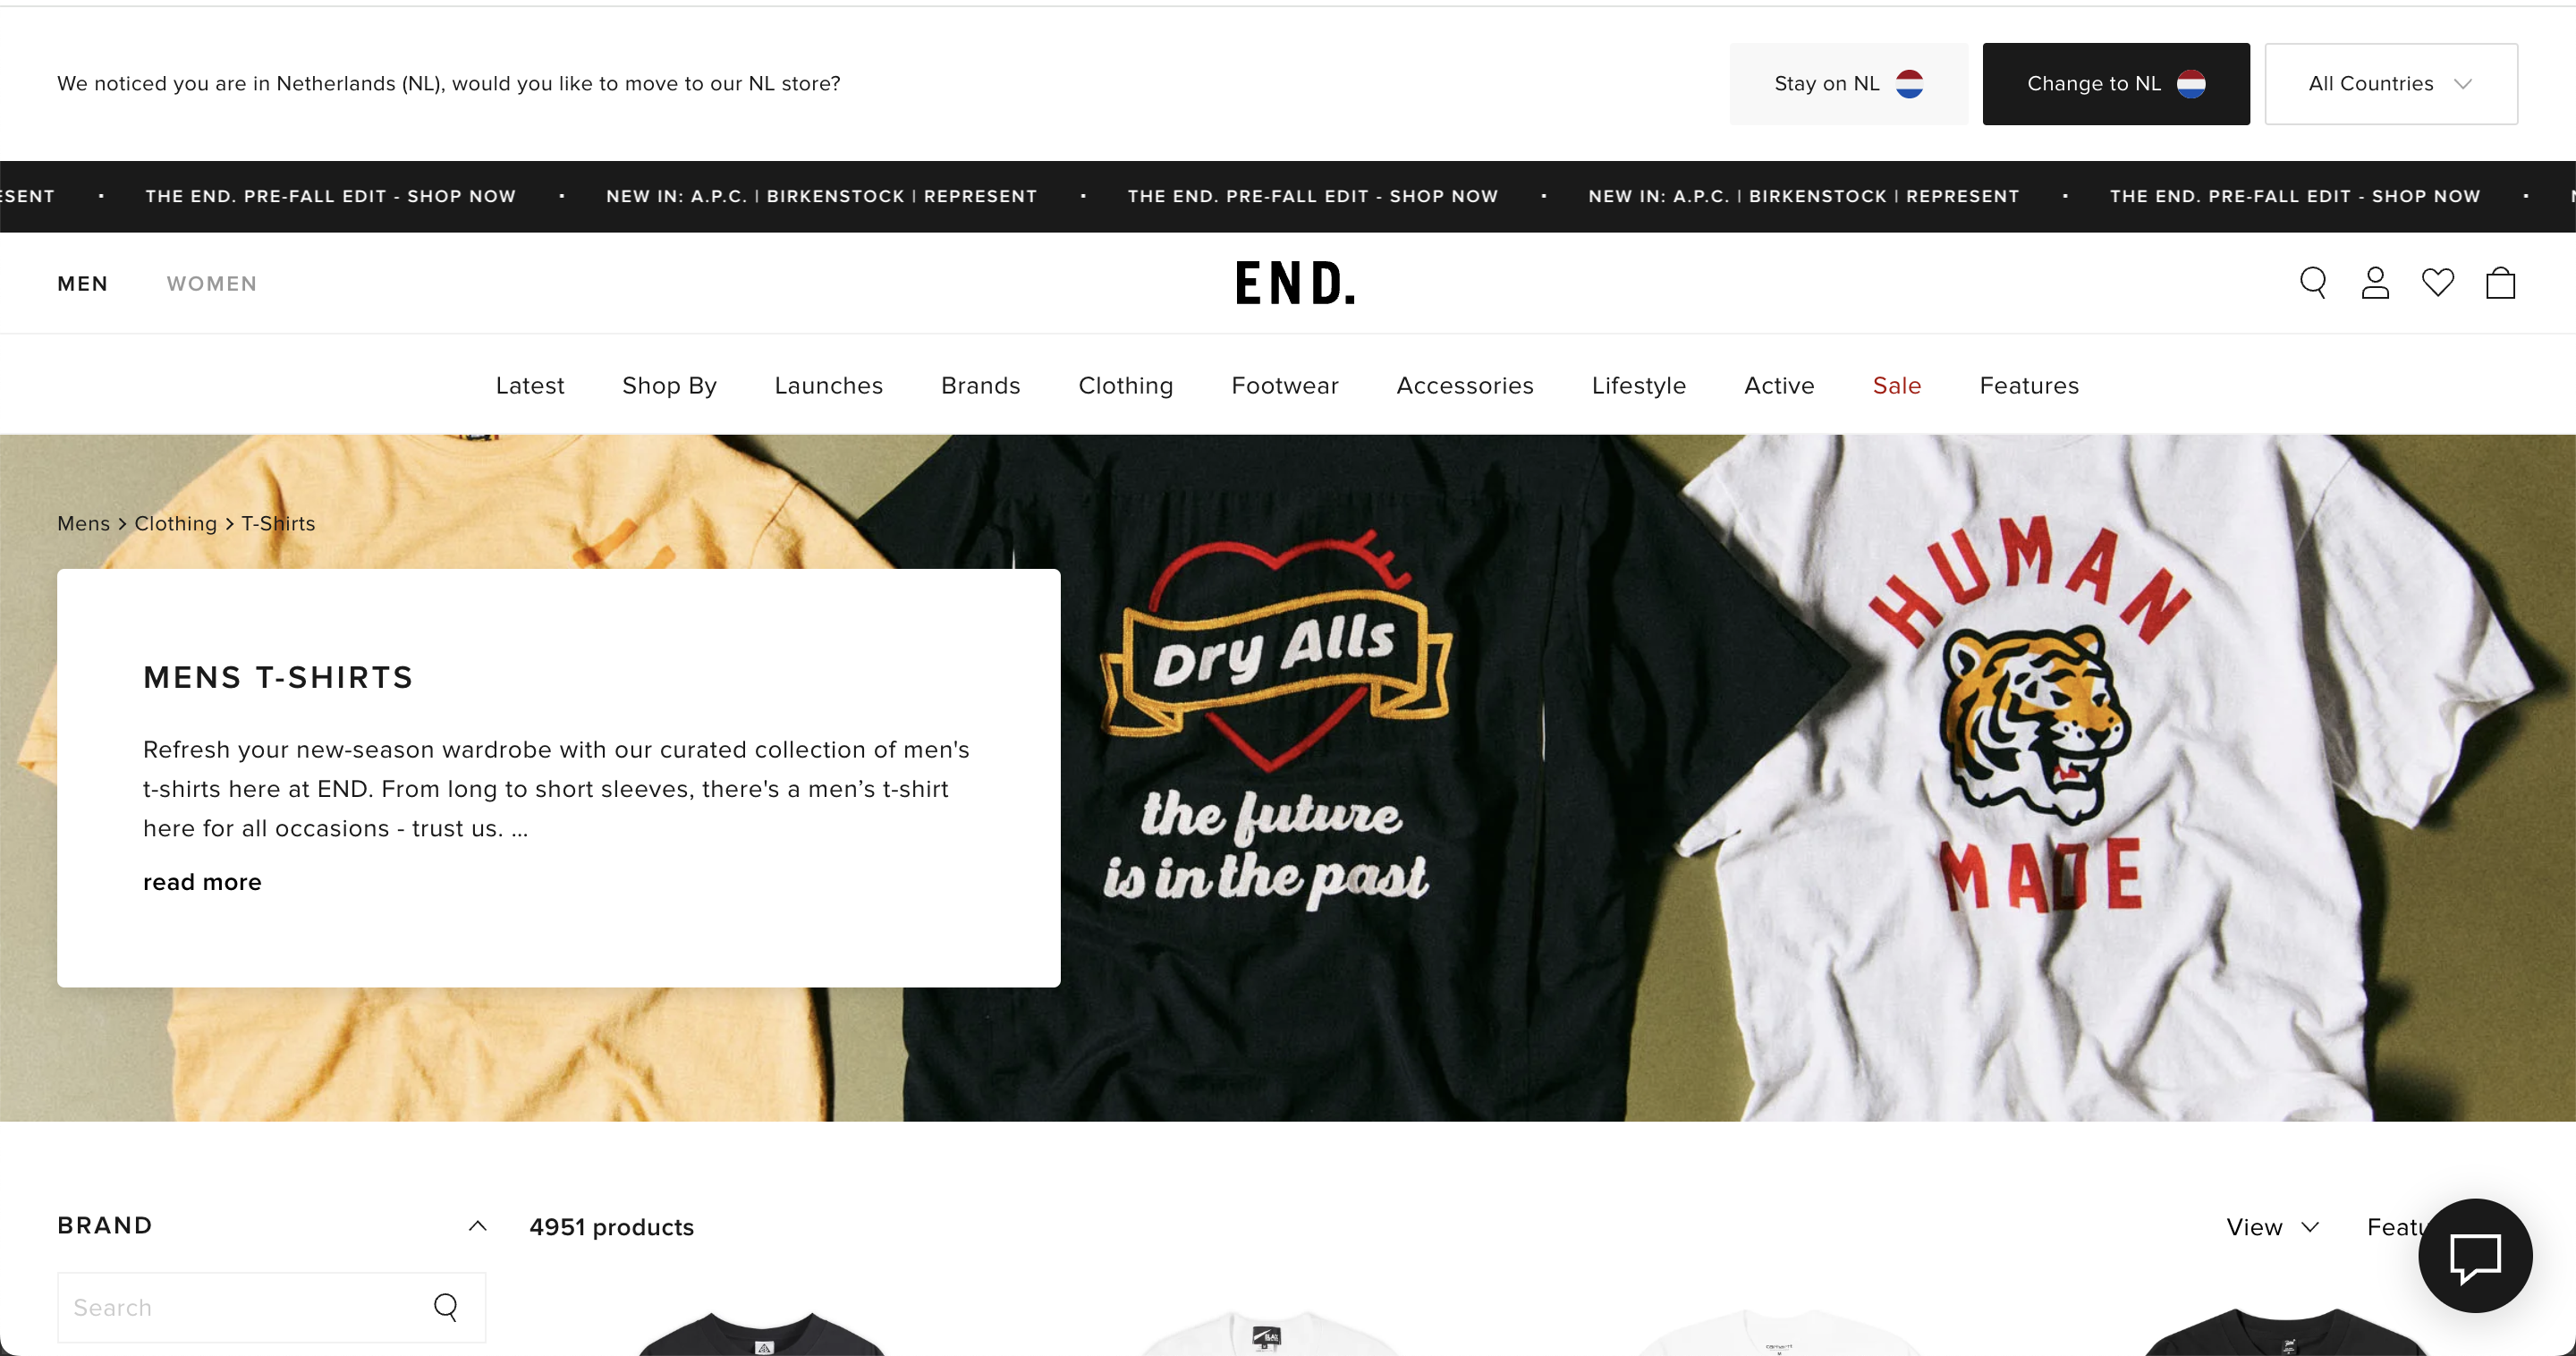 We noticed you are in Netherlands (NL), would you like to move to our NL store?
Stay on NL
Change to NL
All Countries
THE END. PRE-FALL EDIT - SHOP NOW · NEW IN: A.P.C. | BIRKENSTOCK | REPRESENT · THE END. PRE-FALL EDIT - SHOP NOW · NEW IN: A.P.C. | BIRKENSTOCK | REPRESENT · THE END. PRE-FALL EDIT - SHOP NOW ·
MEN
WOMEN
END.
Latest
Shop By
Launches
Brands
Clothing
Footwear
Accessories
Lifestyle
Active
Sale
Features
Mens > Clothing > T-Shirts
MENS T-SHIRTS
Refresh your new-season wardrobe with our curated collection of men's
t-shirts here at END. From long to short sleeves, there's a men’s t-shirt
here for all occasions - trust us. ...
read more
Dry Alls
the future
is in the past
HUMAN
MADE
BRAND
4951 products
View
Search